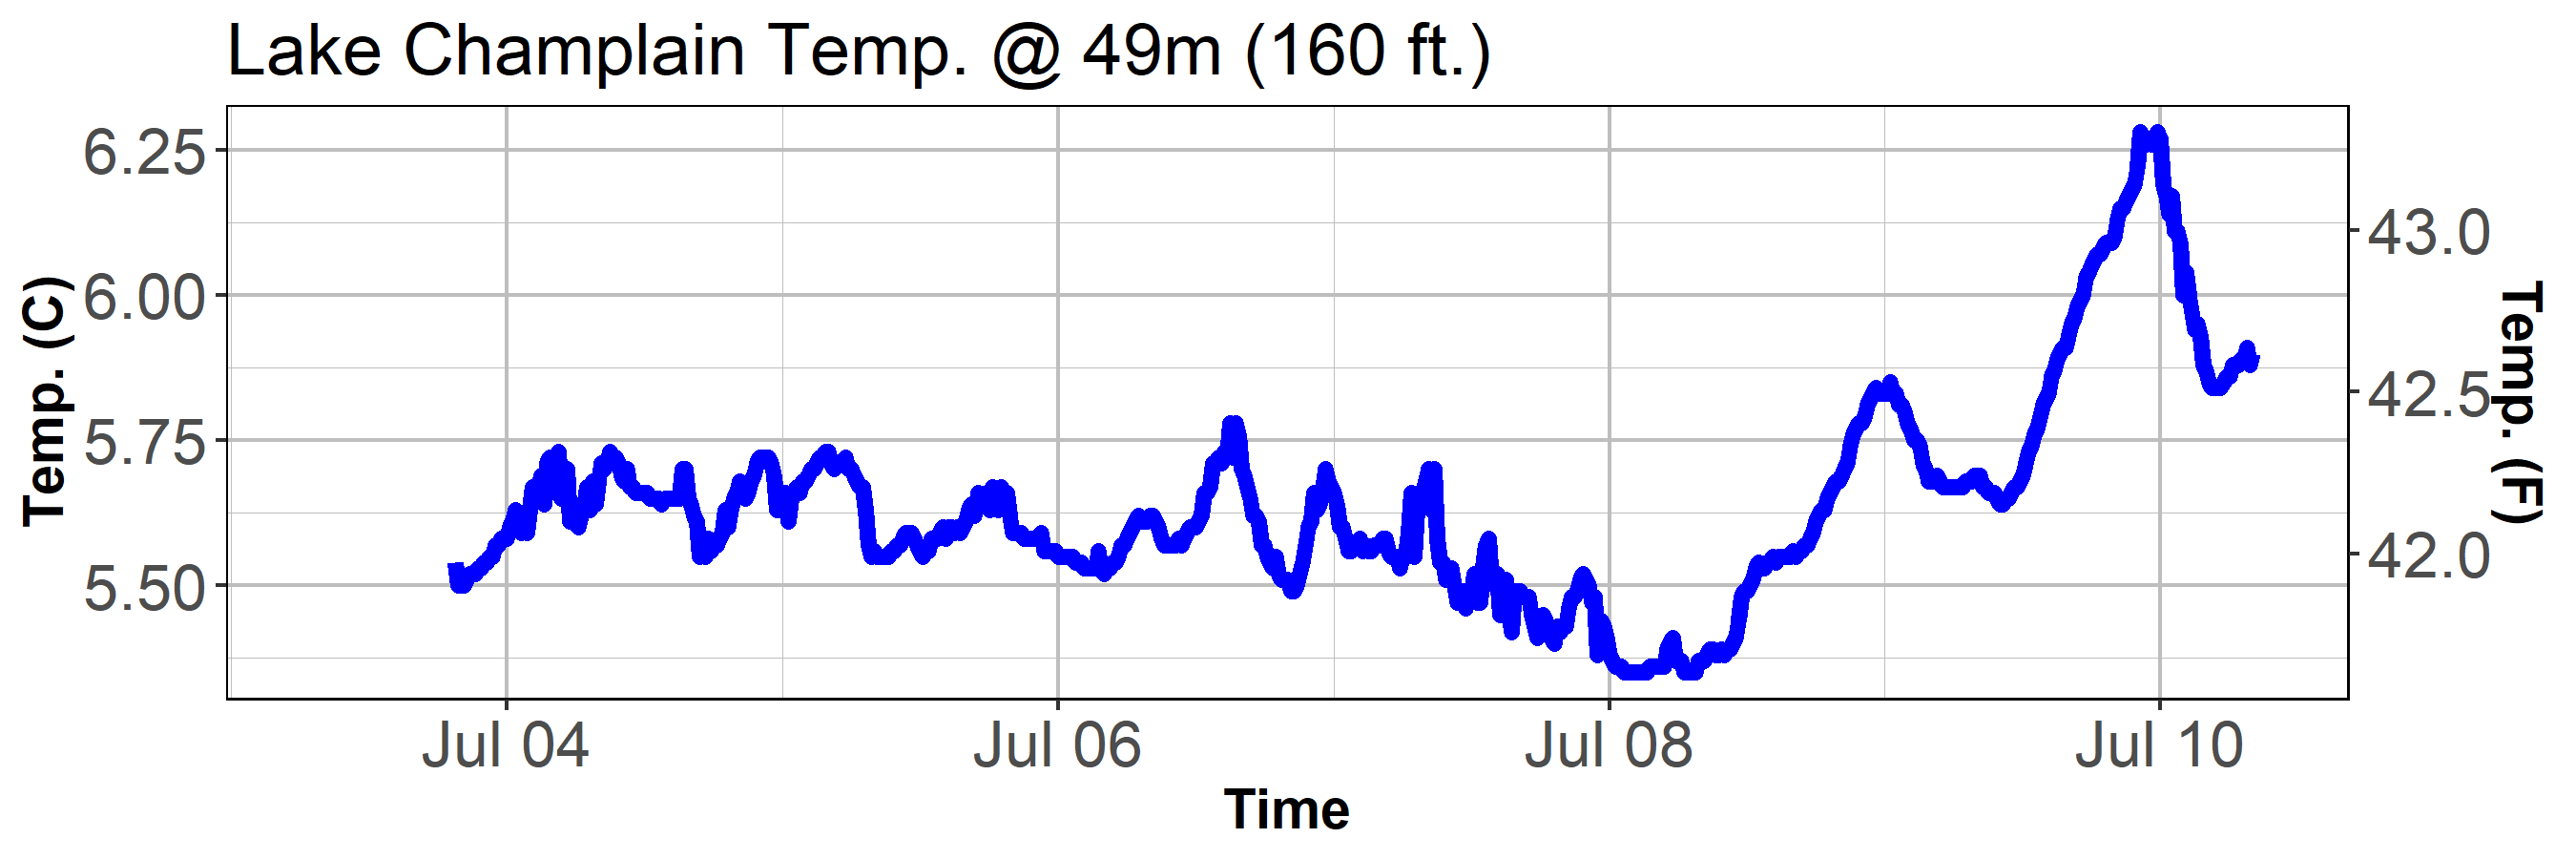 Lake Champlain Temp. @ 49m (160 ft.)
Temp. (C)
6.25
6.00
5.75
5.50
43.0
42.5
42.0
Temp. (F)
Jul 04 Jul 06 Jul 08 Jul 10
Time